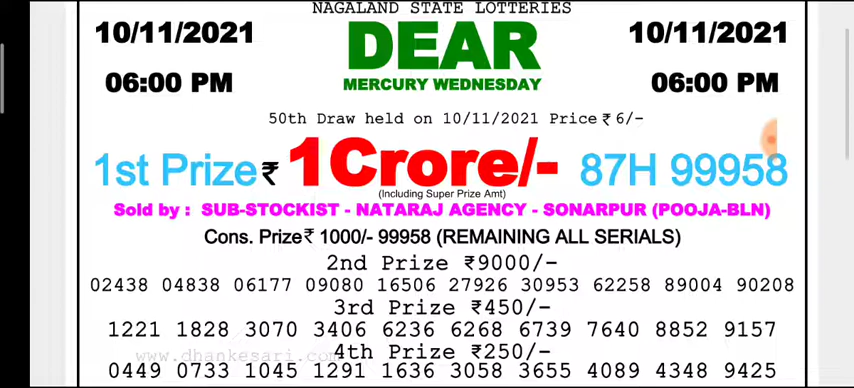 NAGALAND STATE LOTTERIES
10/11/2021 DEAR 10/11/2021
06:00 PM MERCURY WEDNESDAY 06:00 PM
50th Draw held on 10/11/2021 Price ₹ 6/-
1st Prize ₹ 1Crore/- 87H 99958
(Including Super Prize Amt)
Sold by : SUB-STOCKIST - NATARAJ AGENCY - SONARPUR (POOJA-BLN)
Cons. Prize₹ 1000/- 99958 (REMAINING ALL SERIALS)
2nd Prize ₹9000/-
02438 04838 06177 09080 16506 27926 30953 62258 89004 90208
3rd Prize ₹450/-
1221 1828 3070 3406 6236 6268 6739 7640 8852 9157
www.dhankesari.com
4th Prize ₹250/-
0449 0733 1045 1291 1636 3058 3655 4089 4348 9425